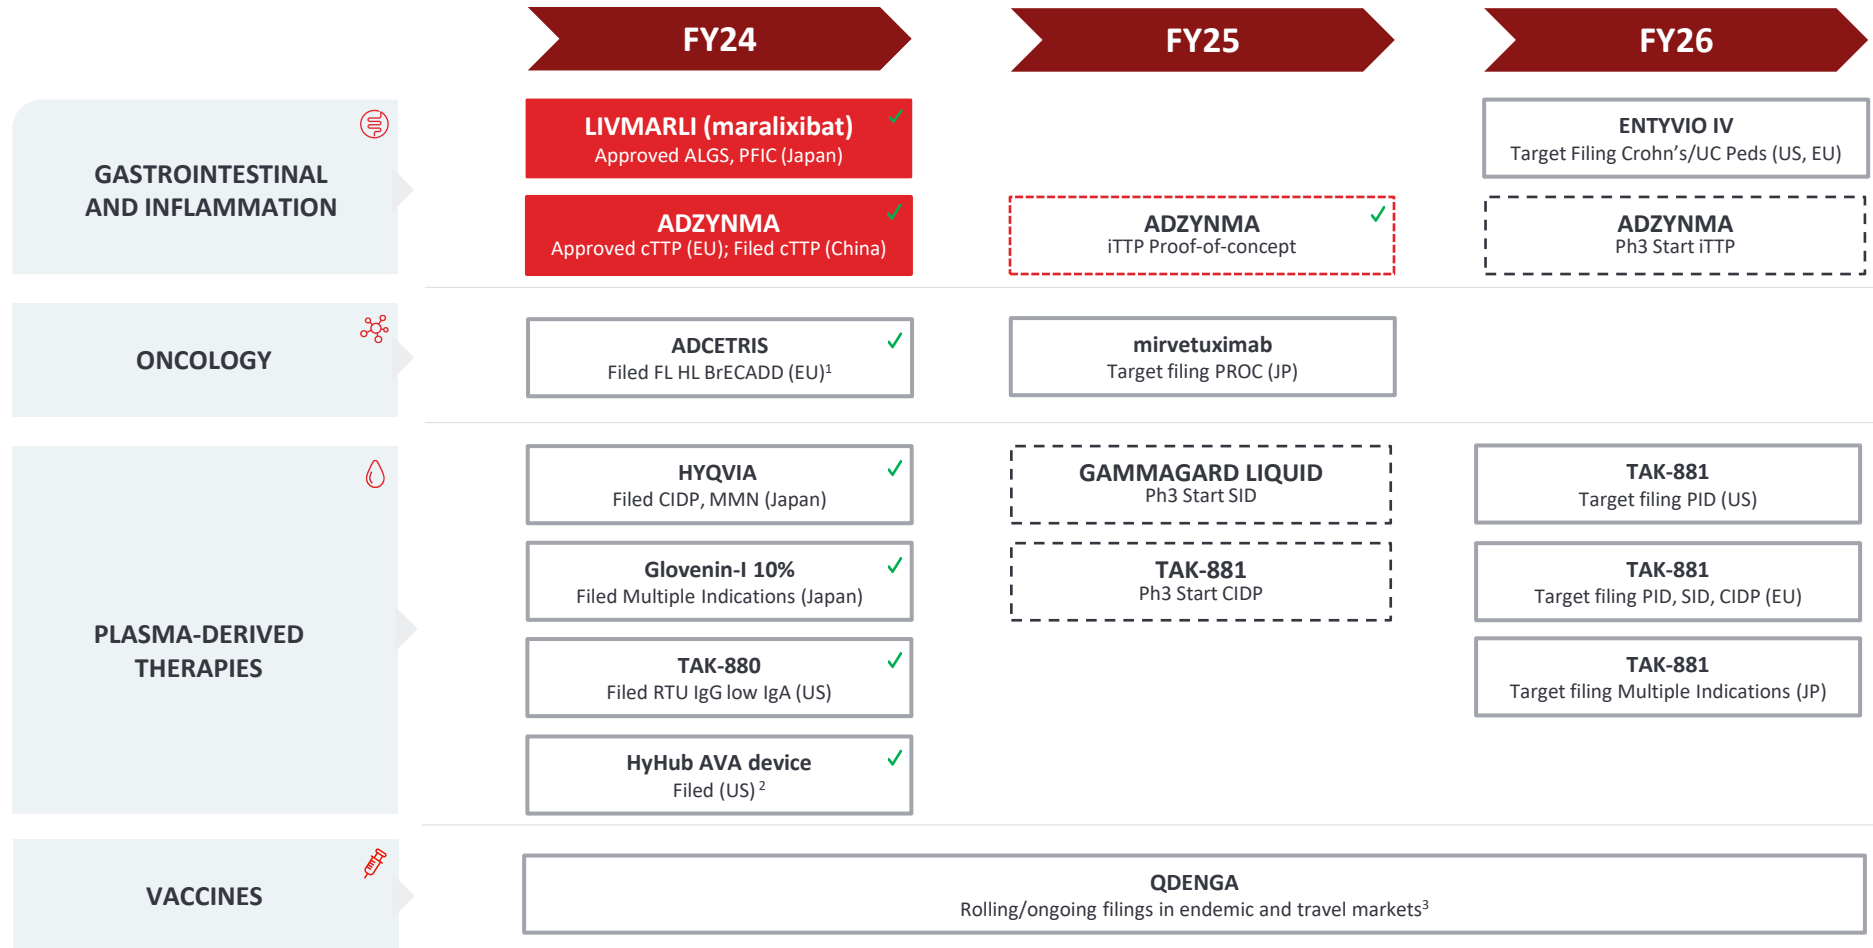 FY24
FY25
FY26
GASTROINTESTINAL
AND INFLAMMATION
LIVMARLI (maralixibat)
Approved ALGS, PFIC (Japan)
ENTYVIO IV
Target Filing Crohn’s/UC Peds (US, EU)
ADZYNMA
Approved cTTP (EU); Filed cTTP (China)
ADZYNMA
iTTP Proof-of-concept
ADZYNMA
Ph3 Start iTTP
ONCOLOGY
ADCETRIS
Filed FL HL BrECADD (EU)1
mirvetuximab
Target filing PROC (JP)
PLASMA-DERIVED
THERAPIES
HYQVIA
Filed CIDP, MMN (Japan)
GAMMAGARD LIQUID
Ph3 Start SID
TAK-881
Target filing PID (US)
Glovenin-I 10%
Filed Multiple Indications (Japan)
TAK-881
Ph3 Start CIDP
TAK-881
Target filing PID, SID, CIDP (EU)
TAK-880
Filed RTU IgG low IgA (US)
TAK-881
Target filing Multiple Indications (JP)
HyHub AVA device
Filed (US) 2
VACCINES
QDENGA
Rolling/ongoing filings in endemic and travel markets3